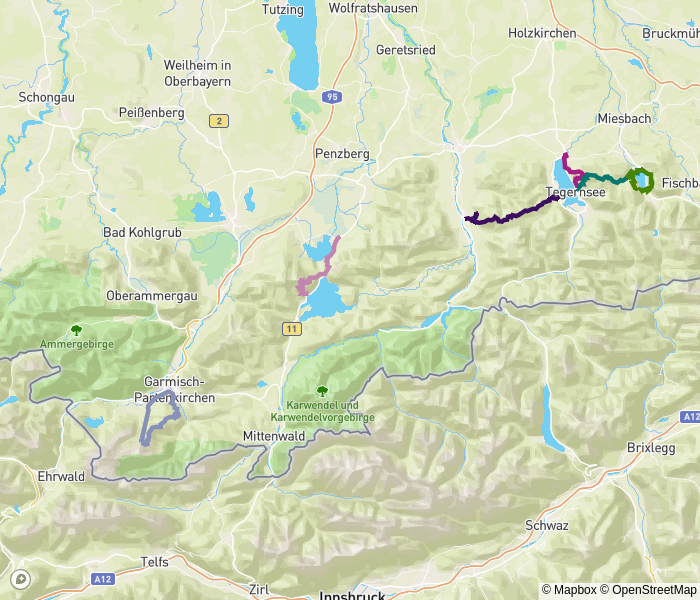 Tutzing
Wolfratshausen
Geretsried
Holzkirchen
Bruckmüh
Weilheim in
Oberbayern
95
Schongau
Peißenberg
2
Miesbach
Penzberg
Fischba
Tegernsee
Bad Kohlgrub
Oberammergau
11
Ammergebirge
Garmisch-
Partenkirchen
Karwendel und
Karwendelvorgebirge
A12
Mittenwald
Brixlegg
Ehrwald
Schwaz
Telfs
A12
Zirl
Innsbruck
© Mapbox © OpenStreetMap